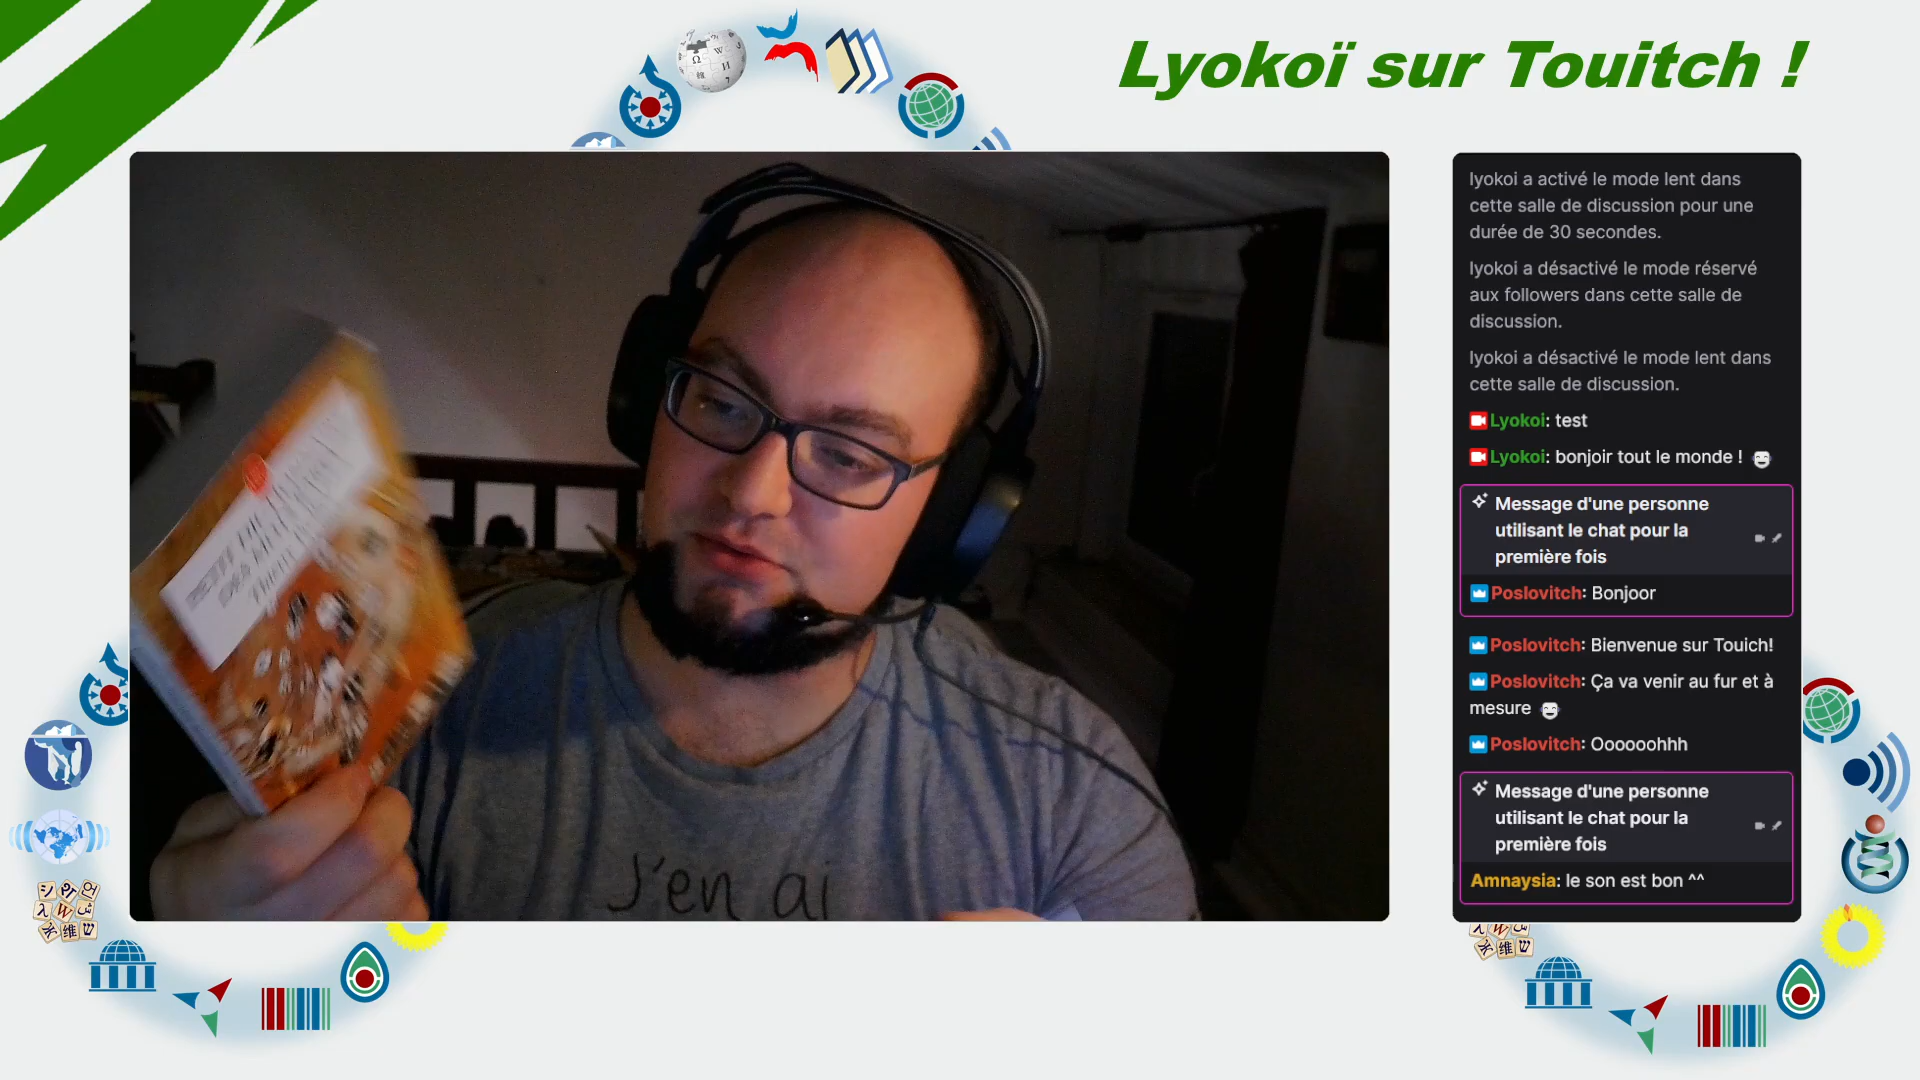 Lyokoï sur Touitch !
lyokoi a activé le mode lent dans
cette salle de discussion pour une
durée de 30 secondes.
lyokoi a désactivé le mode réservé
aux followers dans cette salle de
discussion.
lyokoi a désactivé le mode lent dans
cette salle de discussion.
Lyokoi: test
Lyokoi: bonjoir tout le monde !
Message d'une personne
utilisant le chat pour la
première fois
Poslovitch: Bonjoor
Poslovitch: Bienvenue sur Touich!
Poslovitch: Ça va venir au fur et à
mesure
Poslovitch: Oooooohhh
Message d'une personne
utilisant le chat pour la
première fois
Amnaysia: le son est bon ^^
J'en ai